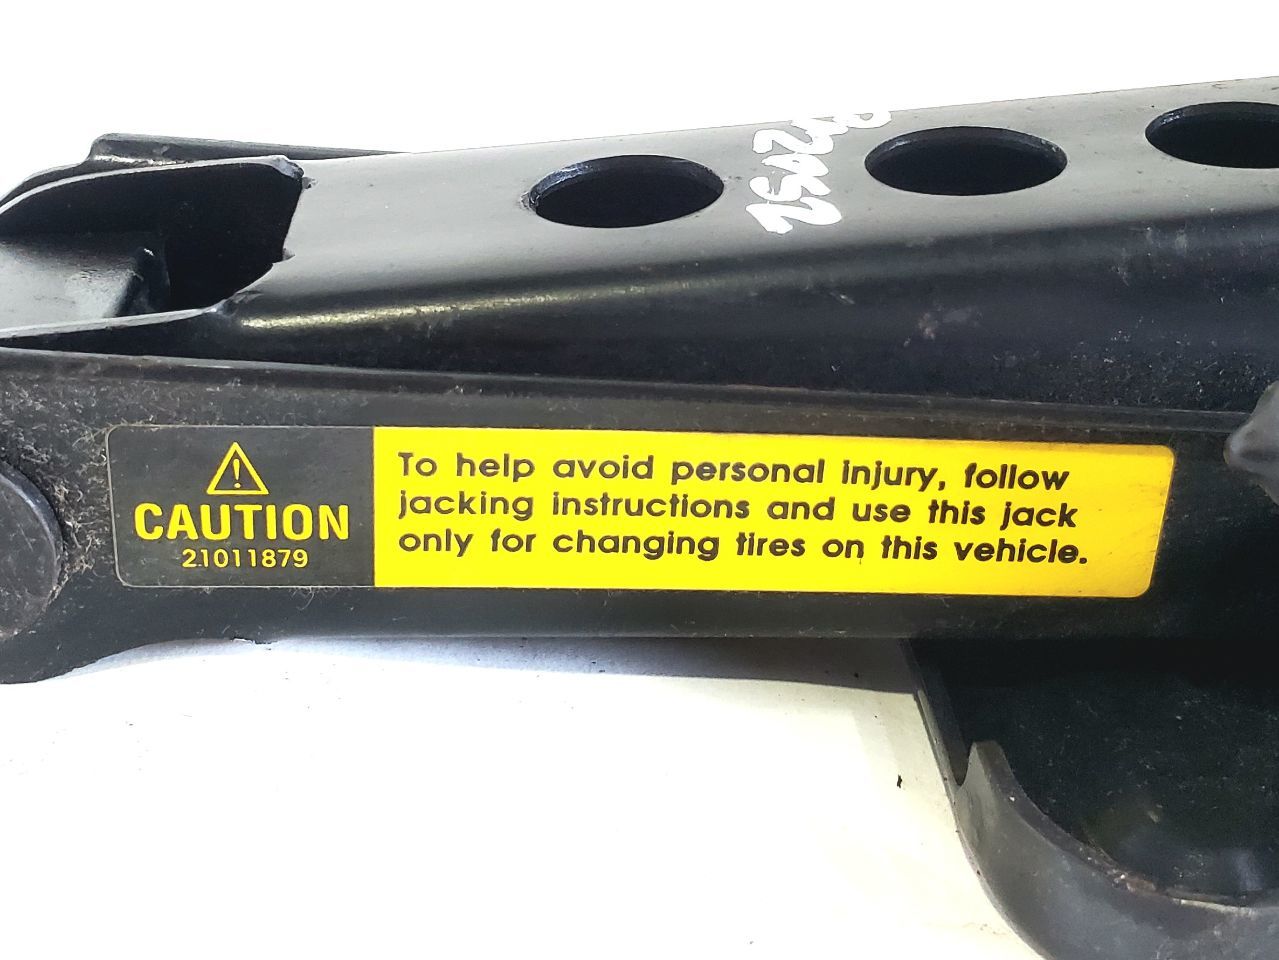 CAUTION
21011879
To help avoid personal injury, follow
jacking instructions and use this jack
only for changing tires on this vehicle.